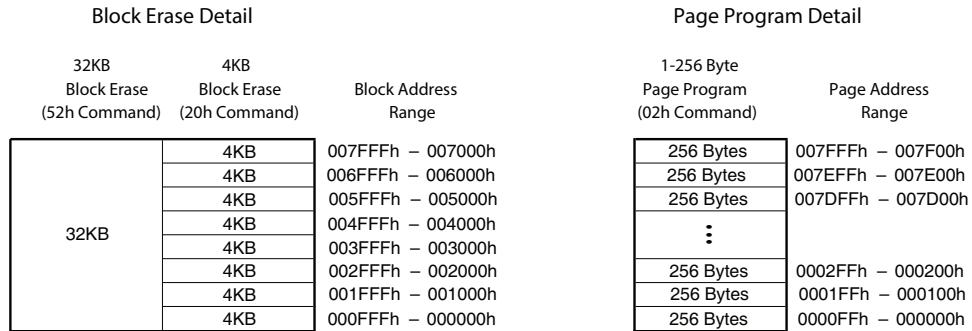 Block Erase Detail
Page Program Detail
32KB
Block Erase
(52h Command)
4KB
Block Erase
(20h Command)
Block Address
Range
1-256 Byte
Page Program
(02h Command)
Page Address
Range
32KB
4KB 007FFFh – 007000h
4KB 006FFFh – 006000h
4KB 005FFFh – 005000h
4KB 004FFFh – 004000h
4KB 003FFFh – 003000h
4KB 002FFFh – 002000h
4KB 001FFFh – 001000h
4KB 000FFFh – 000000h
256 Bytes 007FFFh – 007F00h
256 Bytes 007EFFh – 007E00h
256 Bytes 007DFFh – 007D00h
256 Bytes 0002FFh – 000200h
256 Bytes 0001FFh – 000100h
256 Bytes 0000FFh – 000000h